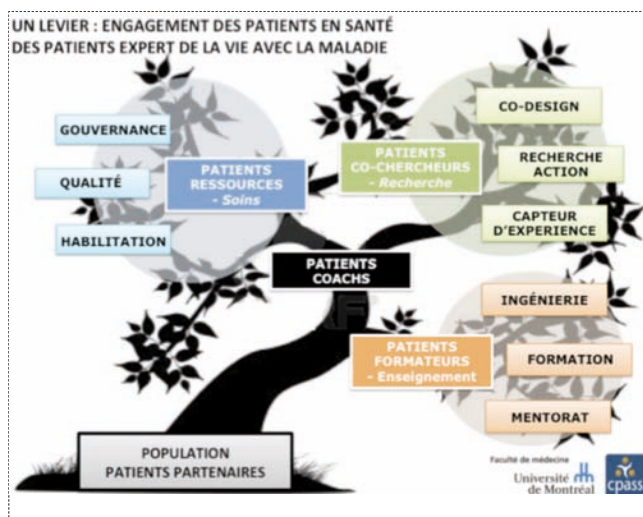 UN LEVIER : ENGAGEMENT DES PATIENTS EN SANTÉ
DES PATIENTS EXPERT DE LA VIE AVEC LA MALADIE
GOUVERNANCE
QUALITÉ
HABILITATION
PATIENTS
RESSOURCES
- Soins
PATIENTS
CO-CHERCHEURS
- Recherche
CO-DESIGN
RECHERCHE
ACTION
CAPTEUR
D'EXPERIENCE
PATIENTS
COACHS
PATIENTS
FORMATEURS
- Enseignement
INGÉNIERIE
FORMATION
MENTORAT
POPULATION
PATIENTS PARTENAIRES
Faculté de médecine
Université
de Montréal
cpass